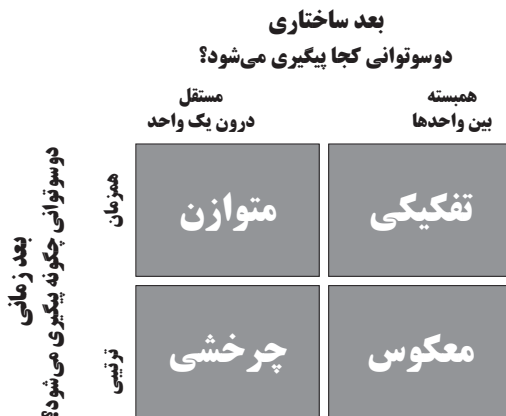 بعد ساختاری
دوسوتوانی کجا پیگیری می‌شود؟
همبسته
بین واحدها
مستقل
درون یک واحد
بعد زمانی
دوسوتوانی چگونه پیگیری می‌شود؟
همزمان
تفکیکی
متوازن
ترتیبی
معکوس
چرخشی